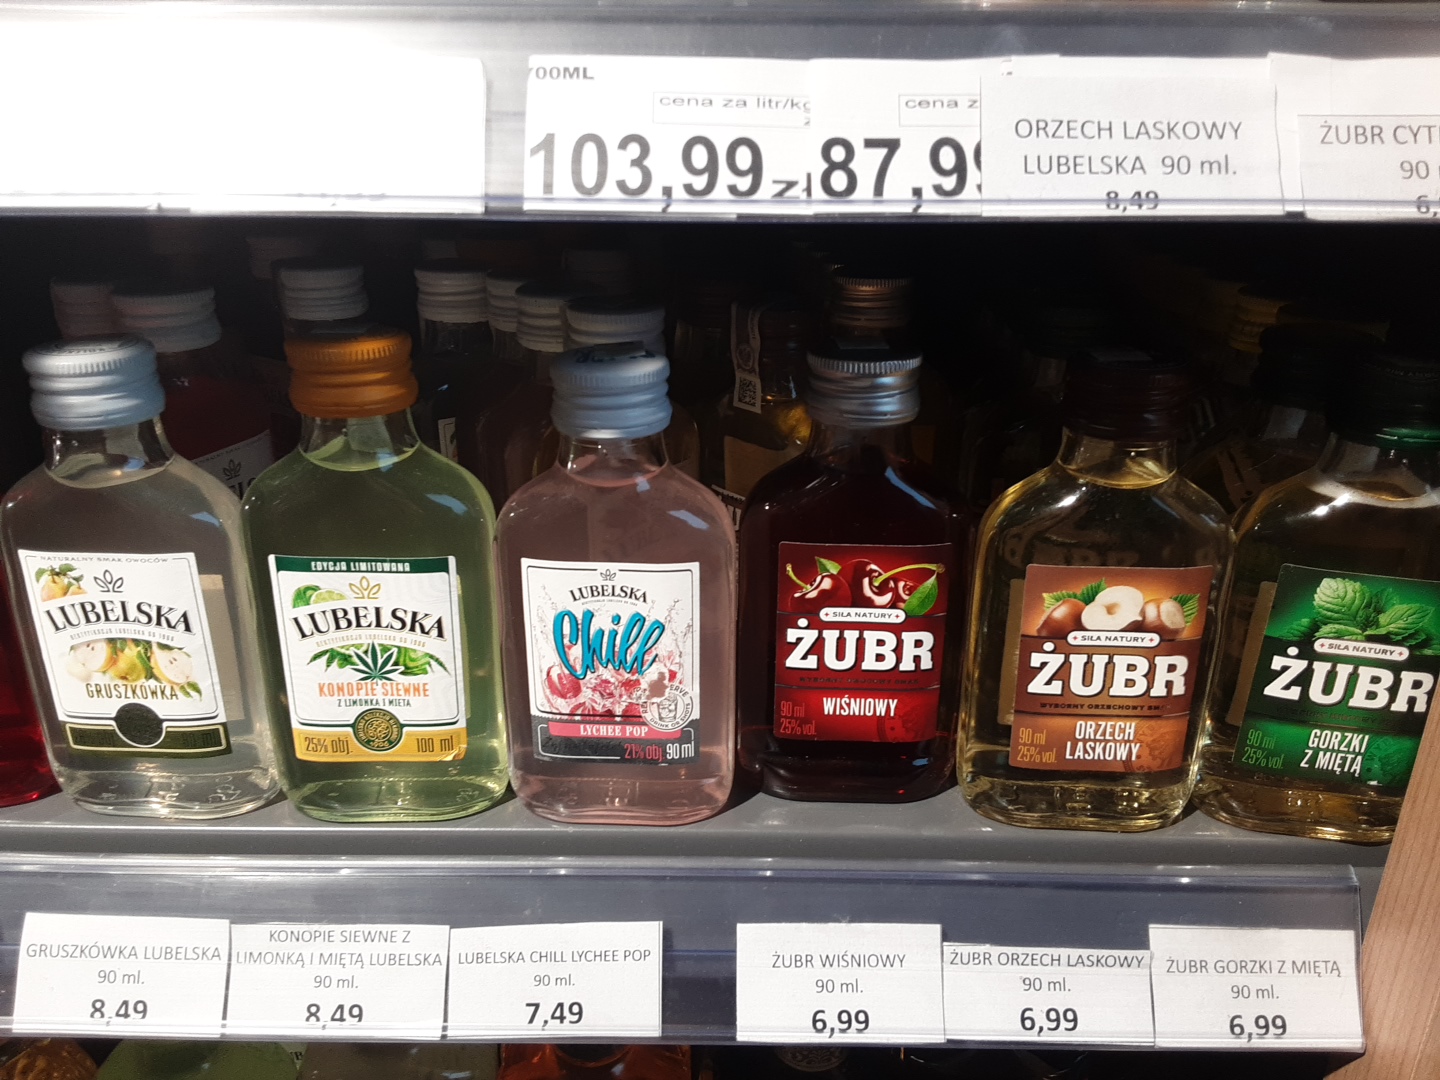 700ML
cena za litr/kg
103,99 zł
cena z
87,99
ORZECH LASKOWY
LUBELSKA 90 ml.
8,49
ŻUBR CYT
90
6,
NATURALNY SMAK OWOCÓW
LUBELSKA
GRUSZKÓWKA
EDYCJA LIMITOWANA
LUBELSKA
KONOPIE SIEWNE
Z LIMONKĄ I MIĘTĄ
25% obj.
100 ml
LUBELSKA
Chill
LYCHEE POP
21% obj. 90 ml
SIŁA NATURY
ŻUBR
WIŚNIOWY
90 ml
25% vol.
SIŁA NATURY
ŻUBR
ORZECH
LASKOWY
90 ml
25% vol.
SIŁA NATURY
ŻUBR
GORZKI
Z MIĘTĄ
90 ml
25% vol.
GRUSZKÓWKA LUBELSKA
90 ml.
8,49
KONOPIE SIEWNE Z
LIMONKĄ I MIĘTĄ LUBELSKA
90 ml.
8,49
LUBELSKA CHILL LYCHEE POP
90 ml.
7,49
ŻUBR WIŚNIOWY
90 ml.
6,99
ŻUBR ORZECH LASKOWY
90 ml.
6,99
ŻUBR GORZKI Z MIĘTĄ
90 ml.
6,99